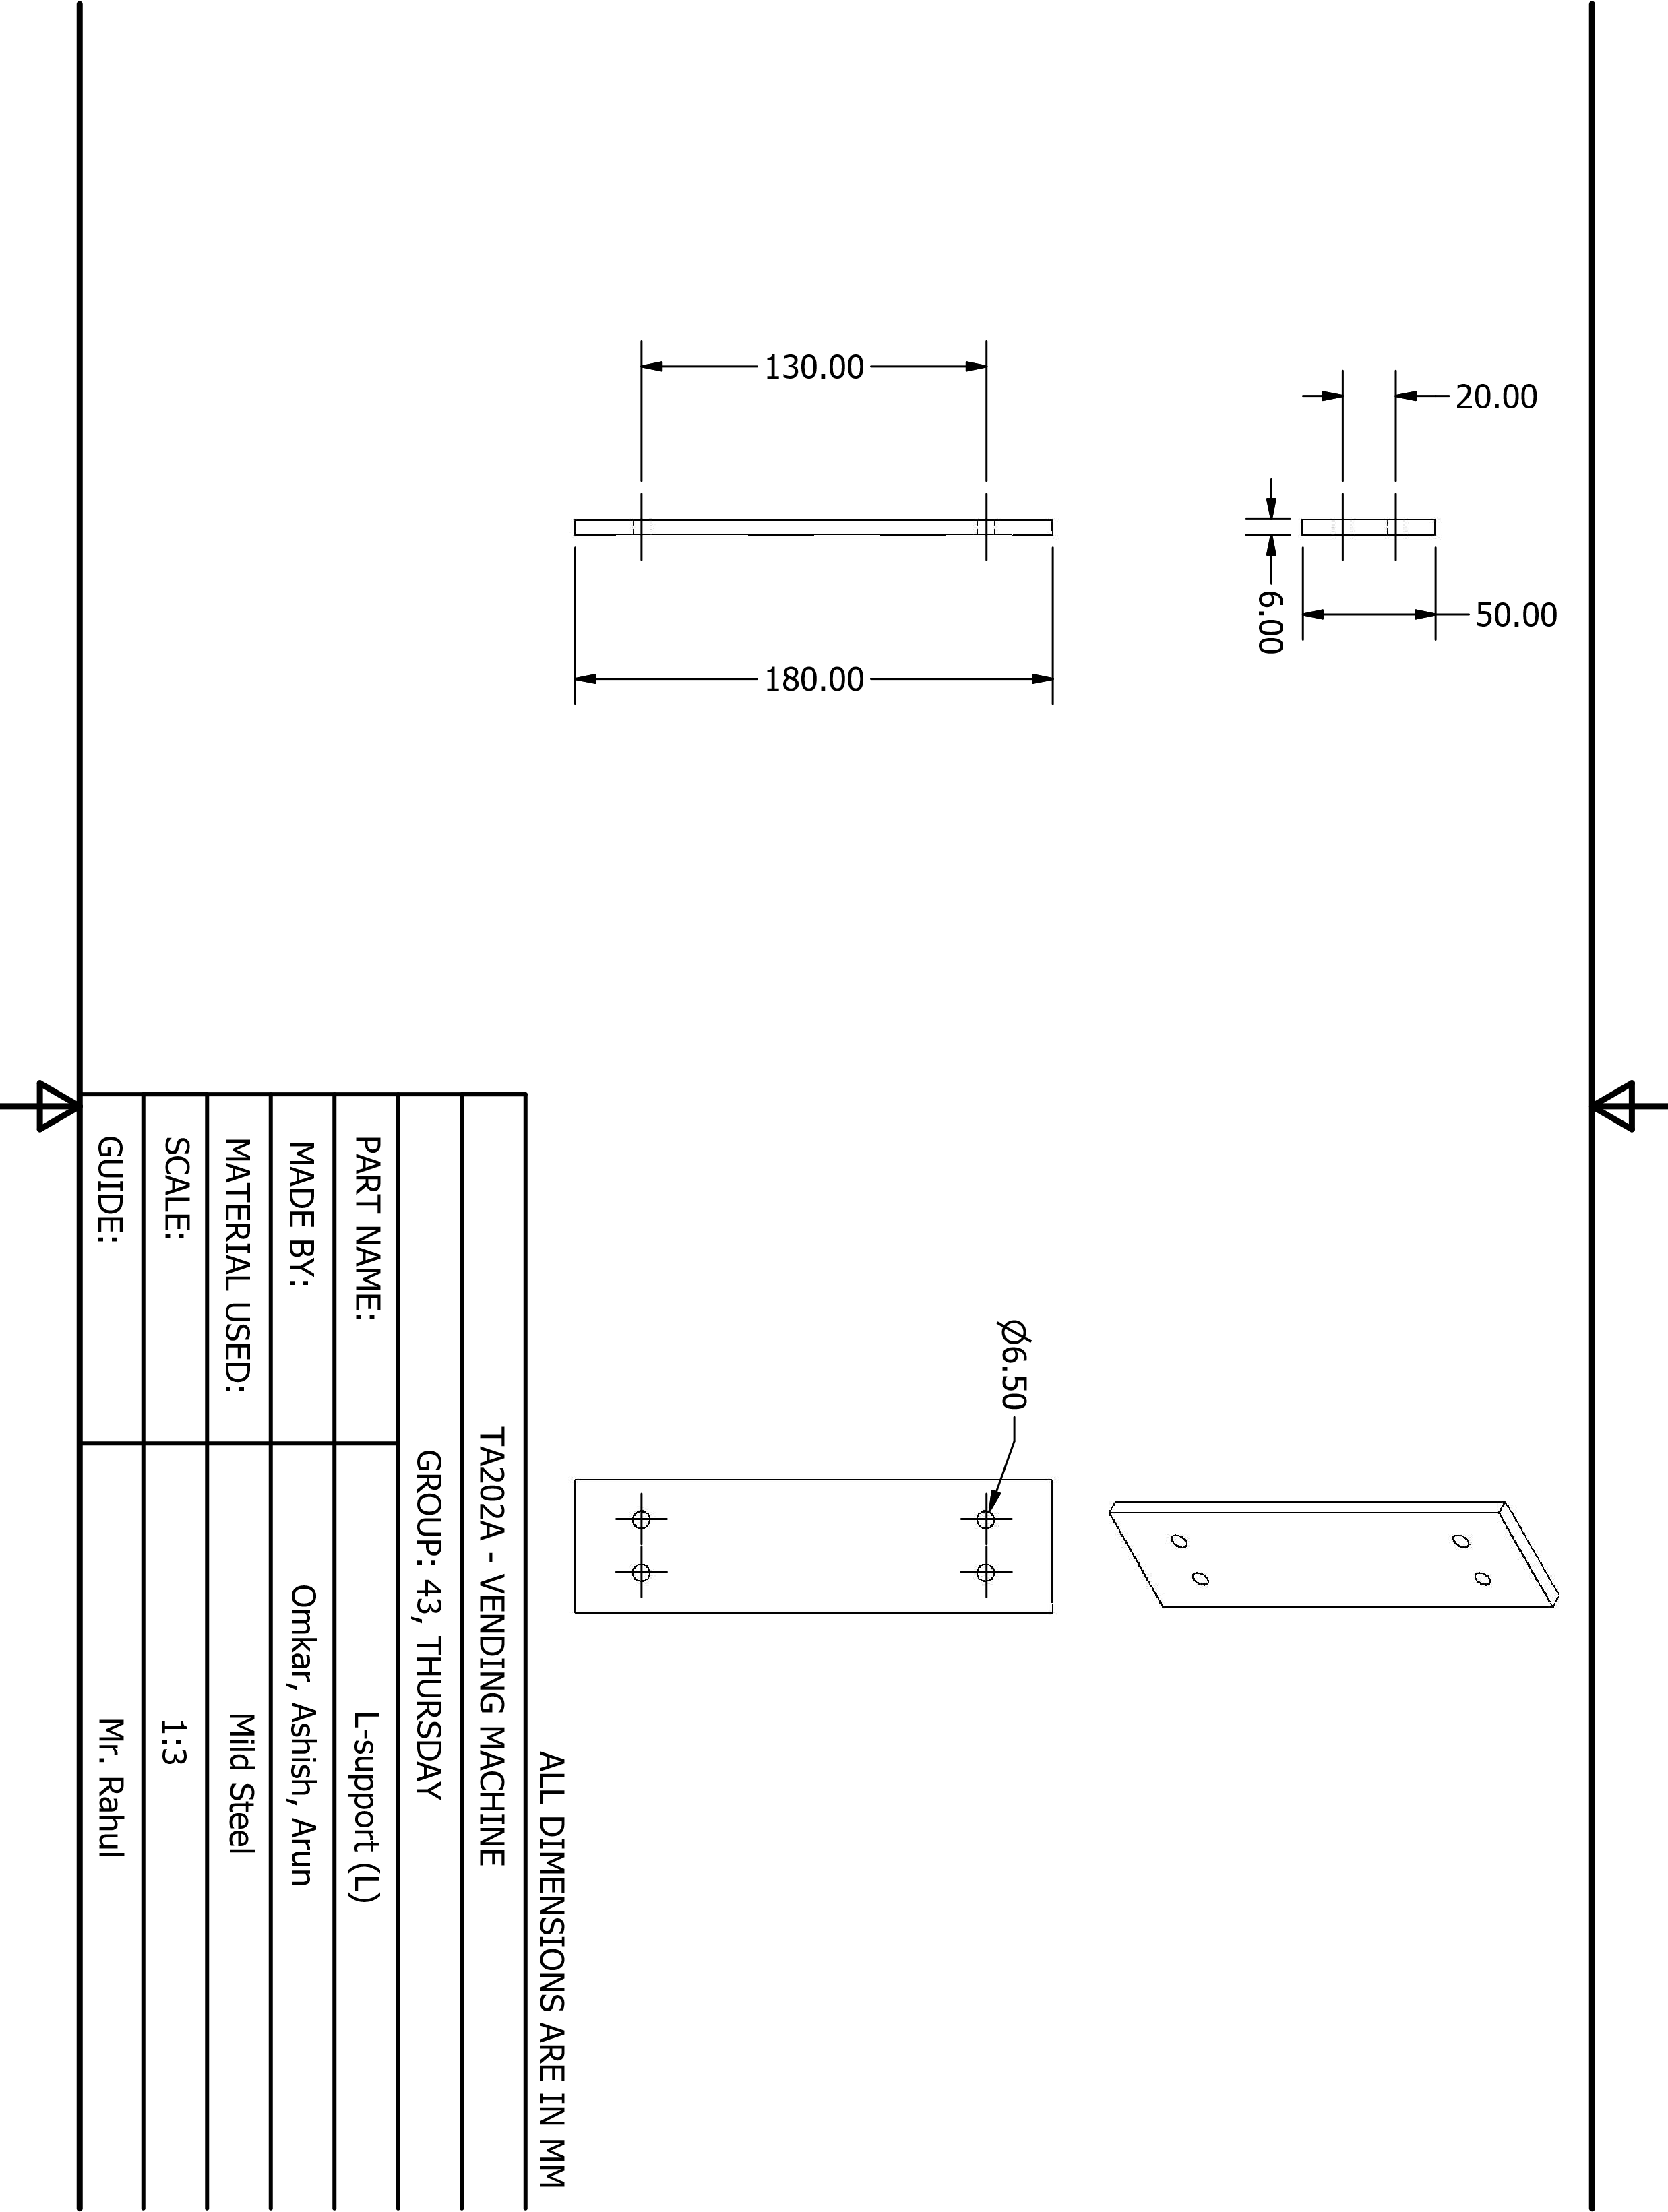 20.00
50.00
6.00
130.00
180.00
Ø6.50
ALL DIMENSIONS ARE IN MM
TA202A - VENDING MACHINE
GROUP: 43, THURSDAY
PART NAME: L-support (L)
MADE BY: Omkar, Ashish, Arun
MATERIAL USED: Mild Steel
SCALE: 1:3
GUIDE: Mr. Rahul